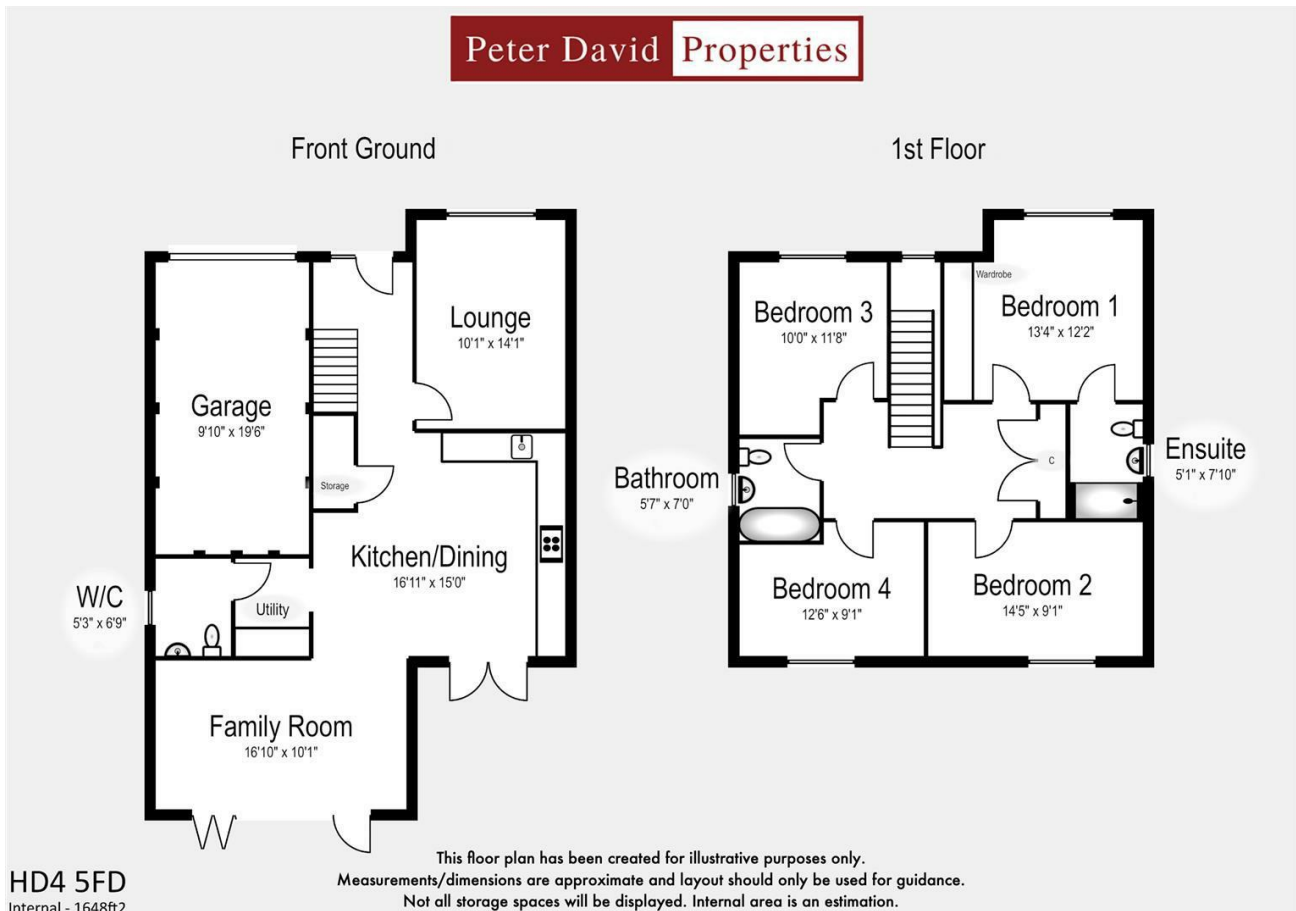 Peter David Properties
Front Ground
1st Floor
Lounge
10'1" x 14'1"
Garage
9'10" x 19'6"
Storage
Kitchen/Dining
16'11" x 15'0"
W/C
5'3" x 6'9"
Utility
Family Room
16'10" x 10'1"
Wardrobe
Bedroom 3
10'0" x 11'8"
Bedroom 1
13'4" x 12'2"
Bathroom
5'7" x 7'0"
C
Ensuite
5'1" x 7'10"
Bedroom 4
12'6" x 9'1"
Bedroom 2
14'5" x 9'1"
This floor plan has been created for illustrative purposes only.
Measurements/dimensions are approximate and layout should only be used for guidance.
Not all storage spaces will be displayed. Internal area is an estimation.
HD4 5FD
Internal - 1648ft2